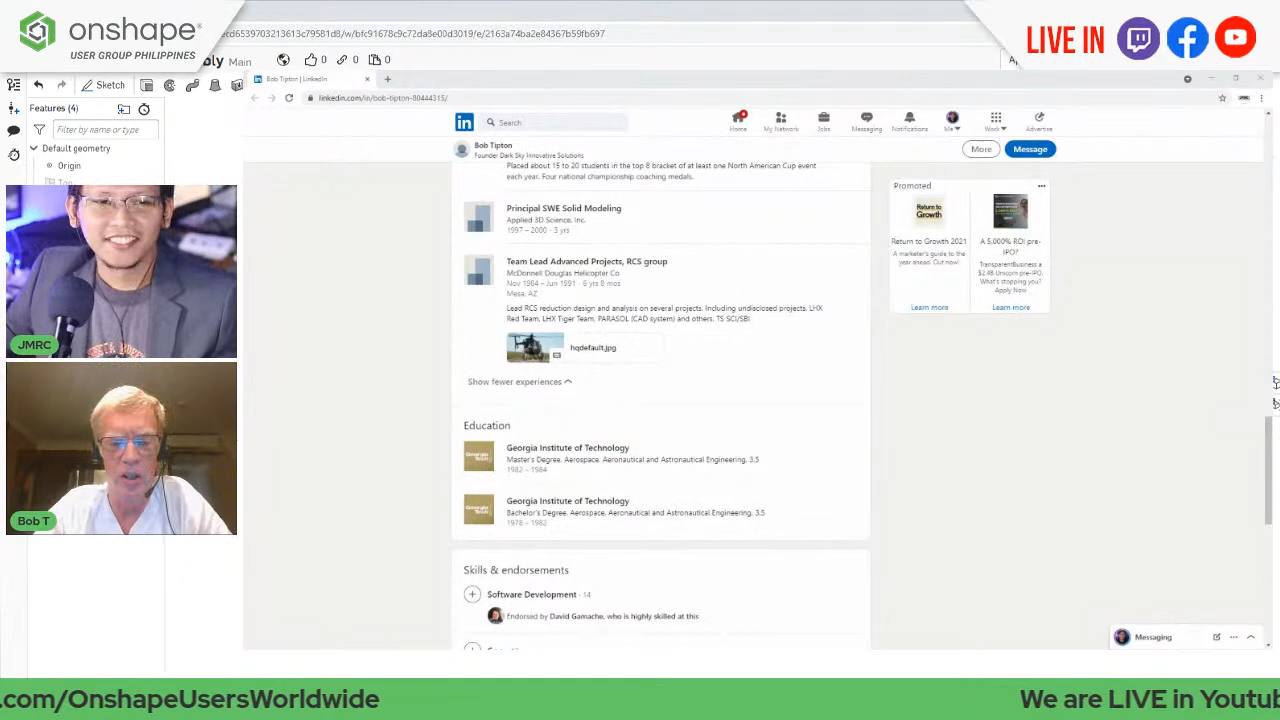 onshape®
USER GROUP PHILIPPINES
LIVE IN
Main
0
0
0
Sketch
Features (4)
Filter by name or type
Default geometry
Origin
Bob Tipton | LinkedIn
linkedin.com/in/bob-tipton-80444315/
in
Search
Home
My Network
Jobs
Messaging
Notifications
Me
Work
Advertise
Bob Tipton
Founder Dark Sky Innovative Solutions
More
Message
Placed about 15 to 20 students in the top 8 bracket of at least one North American Cup event
each year. Four national championship coaching medals.
Principal SWE Solid Modeling
Applied 3D Science, Inc.
1997 – 2000 · 3 yrs
Team Lead Advanced Projects, RCS group
McDonnell Douglas Helicopter Co
Nov 1984 – Jun 1991 · 6 yrs 8 mos
Mesa, AZ
Lead RCS reduction design and analysis on several projects. Including undisclosed projects. LHX
Red Team. LHX Tiger Team. PARASOL (CAD system) and others. TS SCI/SBI
hqdefault.jpg
Show fewer experiences
Education
Georgia Institute of Technology
Master's Degree, Aerospace, Aeronautical and Astronautical Engineering, 3.5
1982 – 1984
Georgia Institute of Technology
Bachelor's Degree, Aerospace, Aeronautical and Astronautical Engineering, 3.5
1978 – 1982
Skills & endorsements
Software Development · 14
Endorsed by David Gamache, who is highly skilled at this
Promoted
Return to
Growth
Return to Growth 2021
A marketer's guide to the
year ahead. Out now!
Learn more
A 5,000% ROI pre-
IPO?
TransparentBusiness a
$2.4B Unicorn pre-IPO.
What's stopping you?
Apply Now
Learn more
Messaging
JMRC
Bob T
.com/OnshapeUsersWorldwide
We are LIVE in Youtub